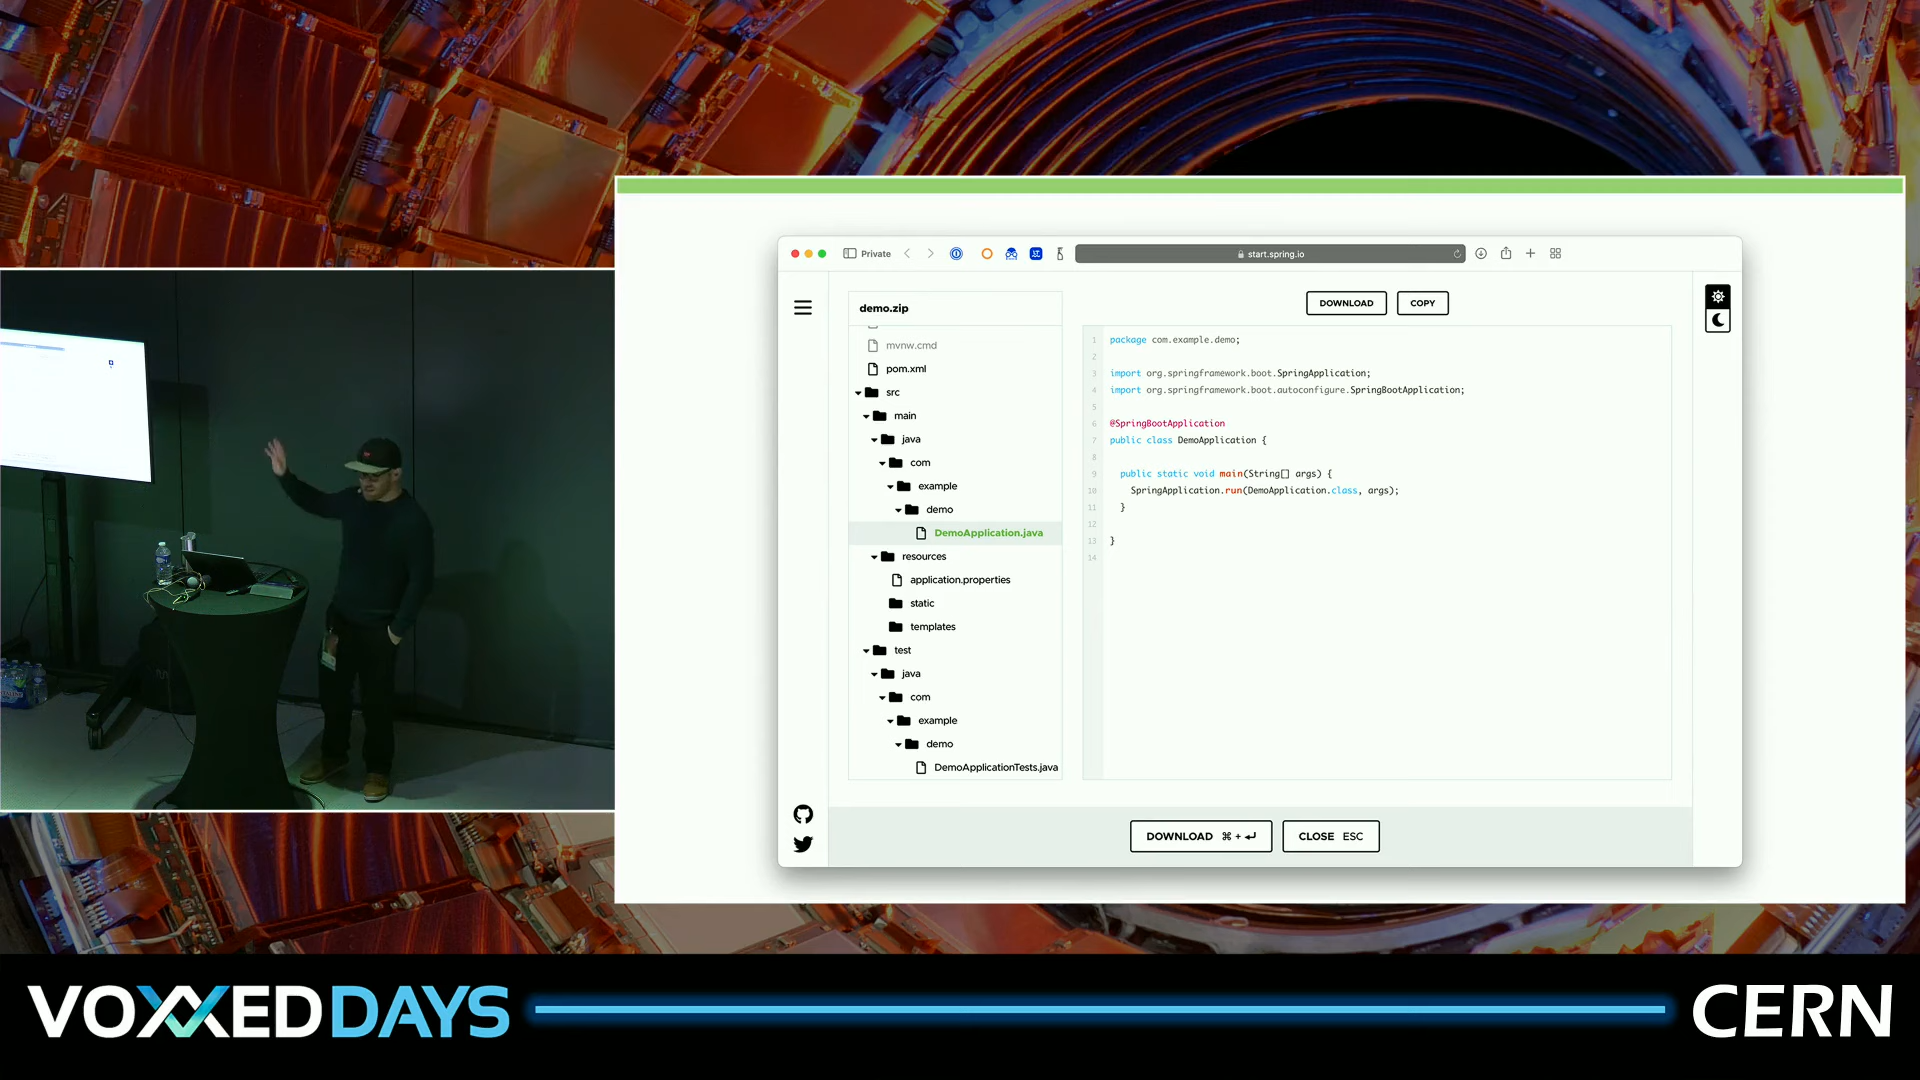 Private
start.spring.io
demo.zip
mvnw.cmd
pom.xml
src
main
java
com
example
demo
DemoApplication.java
resources
application.properties
static
templates
test
java
com
example
demo
DemoApplicationTests.java
DOWNLOAD
COPY
1 package com.example.demo;
2
3 import org.springframework.boot.SpringApplication;
4 import org.springframework.boot.autoconfigure.SpringBootApplication;
5
6 @SpringBootApplication
7 public class DemoApplication {
8
9 public static void main(String[] args) {
10 SpringApplication.run(DemoApplication.class, args);
11 }
12
13 }
14
DOWNLOAD ⌘ + ↵
CLOSE ESC
VOXXED DAYS
CERN